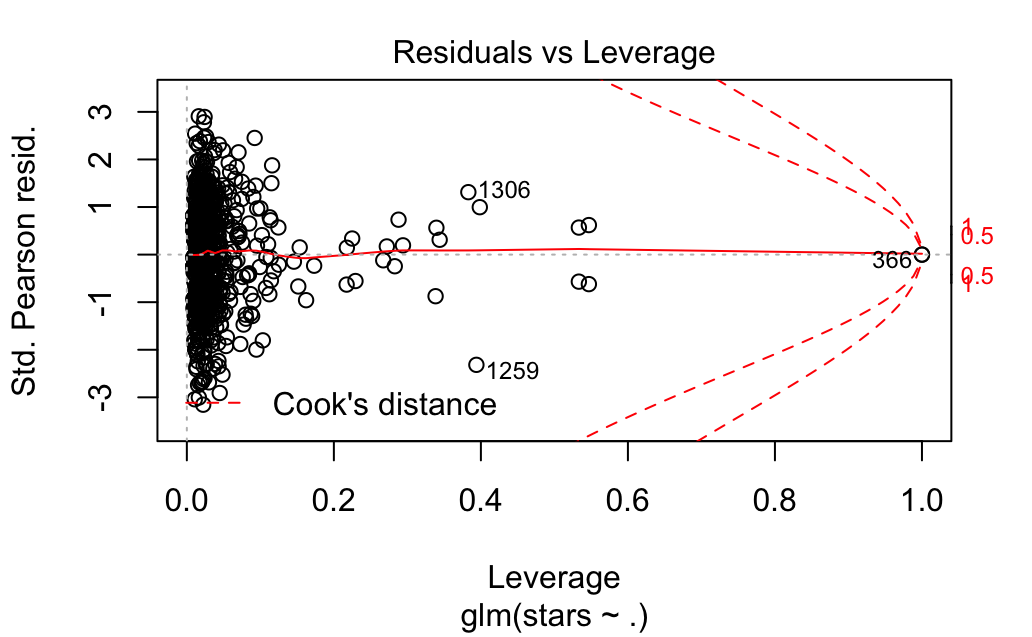 Residuals vs Leverage
Std. Pearson resid.
3
2
1
-1
-3
1306
366
1259
1
0.5
0.5
1
Cook's distance
0.0 0.2 0.4 0.6 0.8 1.0
Leverage
glm(stars ~ .)